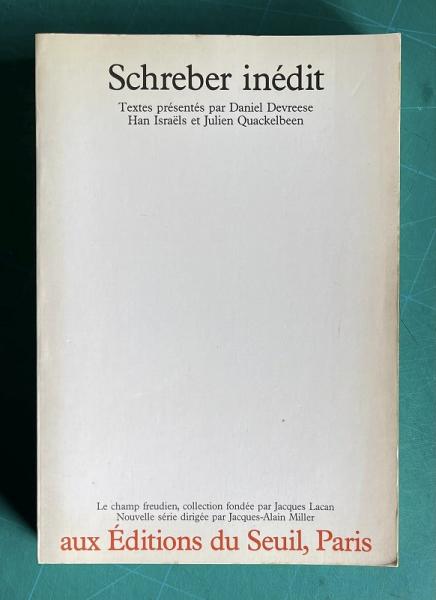 Schreber inédit
Textes présentés par Daniel Devreese
Han Israëls et Julien Quackelbeen
Le champ freudien, collection fondée par Jacques Lacan
Nouvelle série dirigée par Jacques-Alain Miller
aux Éditions du Seuil, Paris